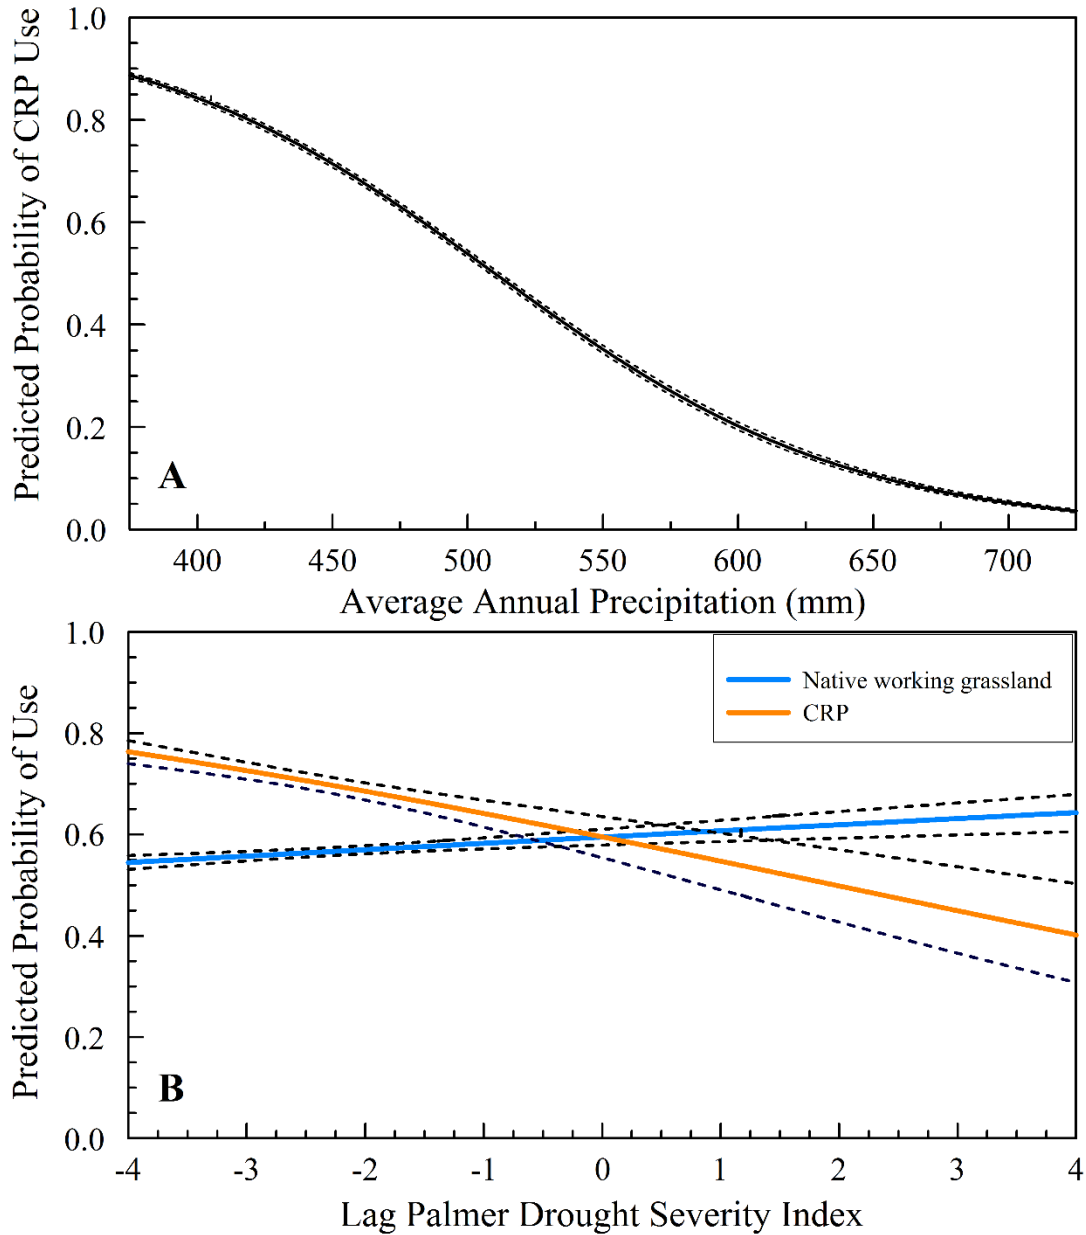 Predicted Probability of CRP Use
1.0
0.8
0.6
0.4
0.2
0.0
A
400 450 500 550 600 650 700
Average Annual Precipitation (mm)
Predicted Probability of Use
1.0
0.8
0.6
0.4
0.2
0.0
Native working grassland
CRP
B
-4 -3 -2 -1 0 1 2 3 4
Lag Palmer Drought Severity Index